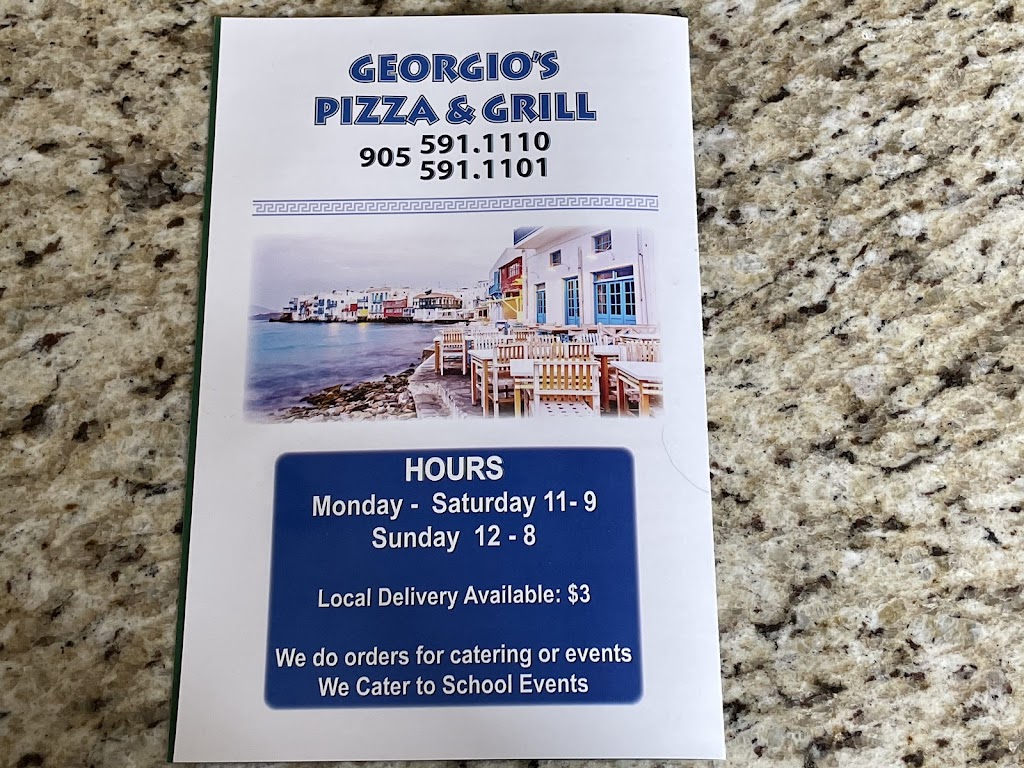 GEORGIO'S
PIZZA & GRILL
905 591.1110
591.1101
HOURS
Monday - Saturday 11- 9
Sunday 12 - 8
Local Delivery Available: $3
We do orders for catering or events
We Cater to School Events